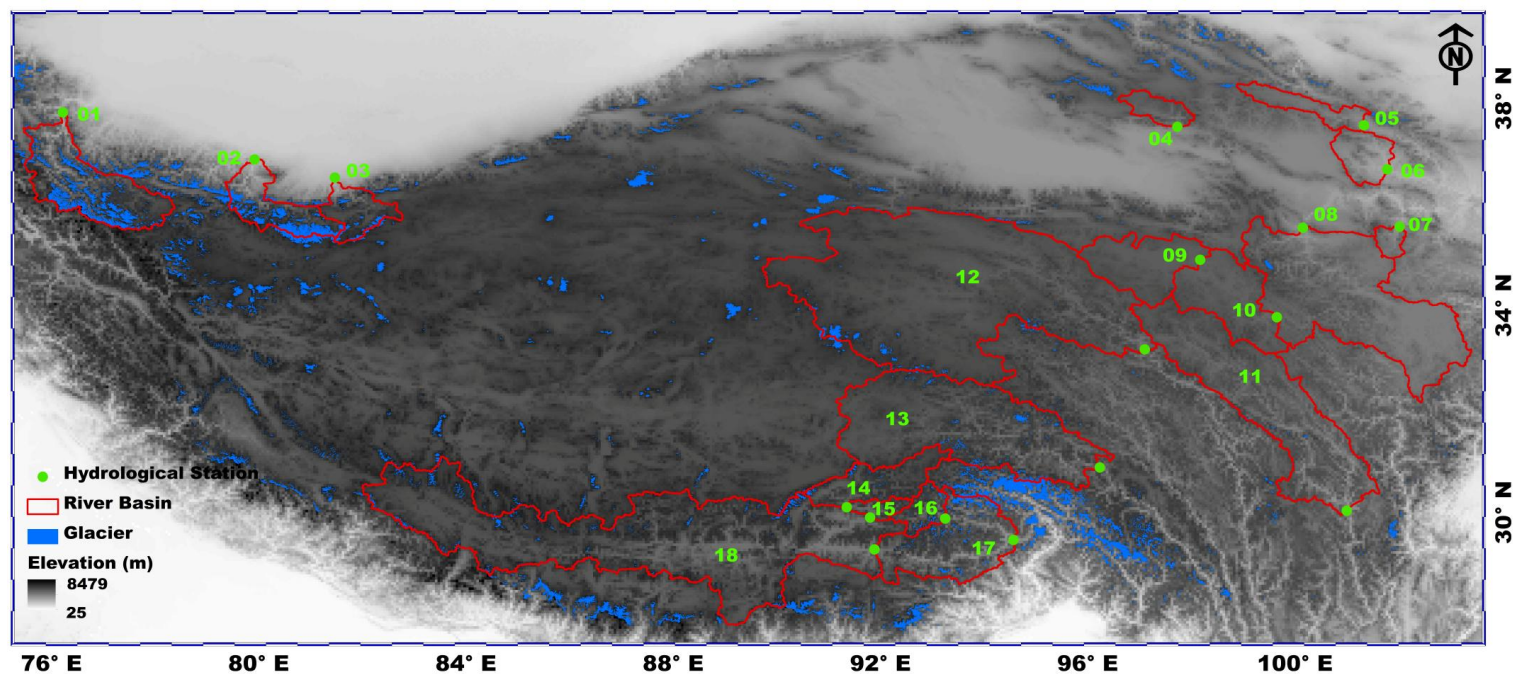 N
01
02
03
04
05
06
07
08
09
10
11
12
13
14
15
16
17
18
Hydrological Station
River Basin
Glacier
Elevation (m)
8479
25
38° N
34° N
30° N
76° E
80° E
84° E
88° E
92° E
96° E
100° E